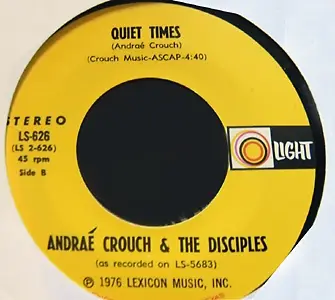 QUIET TIMES
(Andraé Crouch)
(Crouch Music-ASCAP-4:40)
STEREO
LS-626
(LS 2-626)
45 rpm
Side B
LIGHT
ANDRAÉ CROUCH & THE DISCIPLES
(as recorded on LS-5683)
℗ 1976 LEXICON MUSIC, INC.